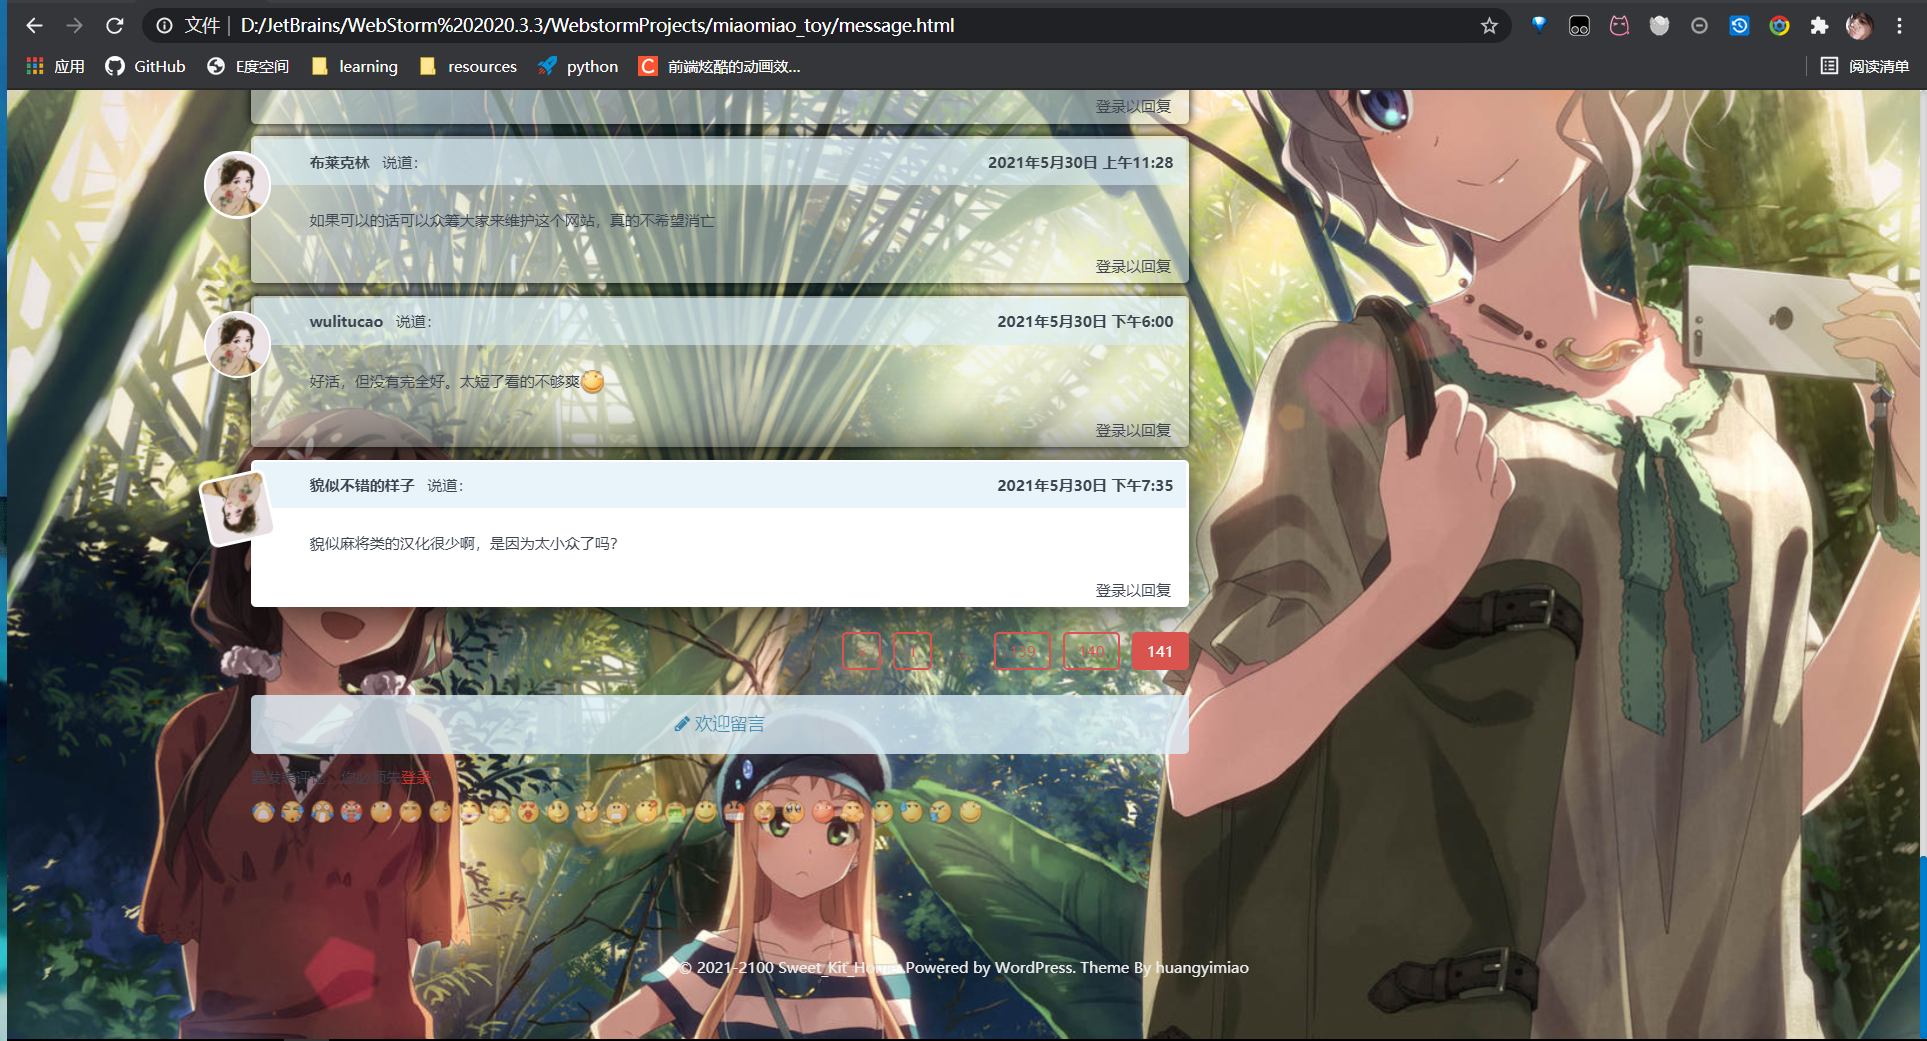 文件 | D:/JetBrains/WebStorm%202020.3.3/WebstormProjects/miaomiao_toy/message.html
应用 GitHub E度空间 learning resources python 前端炫酷的动画效... 阅读清单
登录以回复
布莱克林 说道： 2021年5月30日 上午11:28
如果可以的话可以众筹大家来维护这个网站，真的不希望消亡
登录以回复
wulitucao 说道： 2021年5月30日 下午6:00
好活，但没有完全好。太短了看的不够爽
登录以回复
貌似不错的样子 说道： 2021年5月30日 下午7:35
貌似麻将类的汉化很少啊，是因为太小众了吗？
登录以回复
1 ... 139 140 141
欢迎留言
要发表评论，您必须先登录
© 2021-2100 Sweet_Kit_Home Powered by WordPress. Theme By huangyimiao